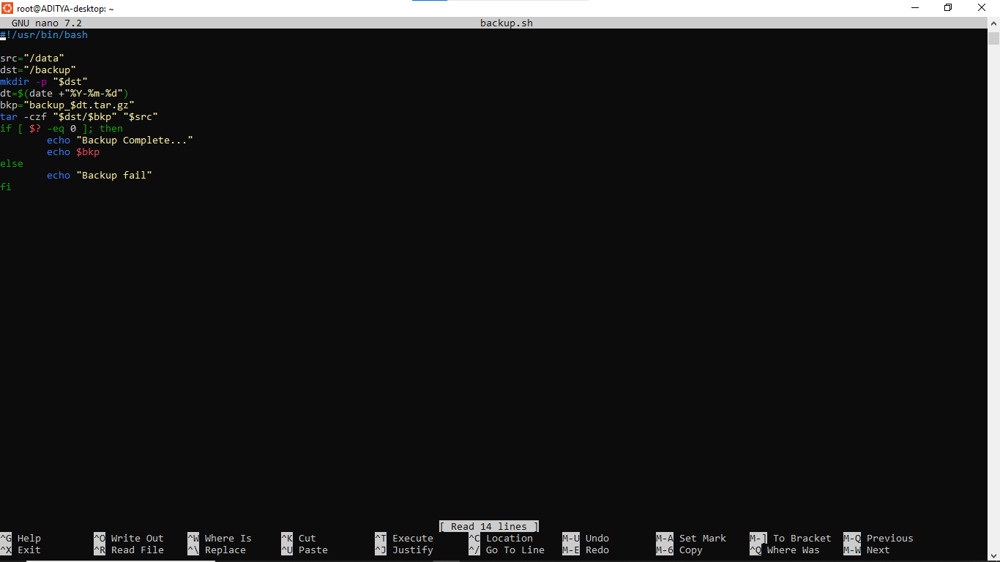 root@ADITYA-desktop: ~
GNU nano 7.2 backup.sh
#!/usr/bin/bash

src="/data"
dst="/backup"
mkdir -p "$dst"
dt=$(date +"%Y-%m-%d")
bkp="backup_$dt.tar.gz"
tar -czf "$dst/$bkp" "$src"
if [ $? -eq 0 ]; then
        echo "Backup Complete..."
        echo $bkp
else
        echo "Backup fail"
fi
[ Read 14 lines ]
^G Help ^O Write Out ^W Where Is ^K Cut ^T Execute ^C Location M-U Undo M-A Set Mark M-] To Bracket M-Q Previous
^X Exit ^R Read File ^\ Replace ^U Paste ^J Justify ^/ Go To Line M-E Redo M-6 Copy ^Q Where Was M-W Next